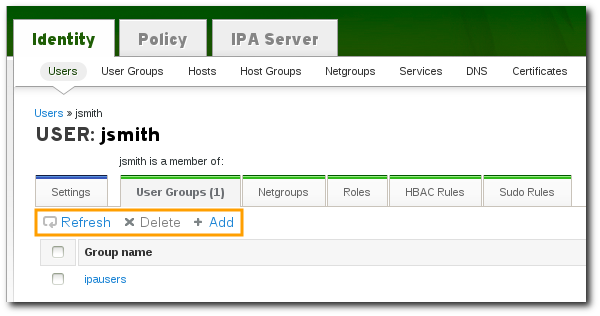 Identity Policy IPA Server
Users User Groups Hosts Host Groups Netgroups Services DNS Certificates
Users » jsmith
USER: jsmith
jsmith is a member of:
Settings User Groups (1) Netgroups Roles HBAC Rules Sudo Rules
Refresh Delete Add
Group name
ipausers